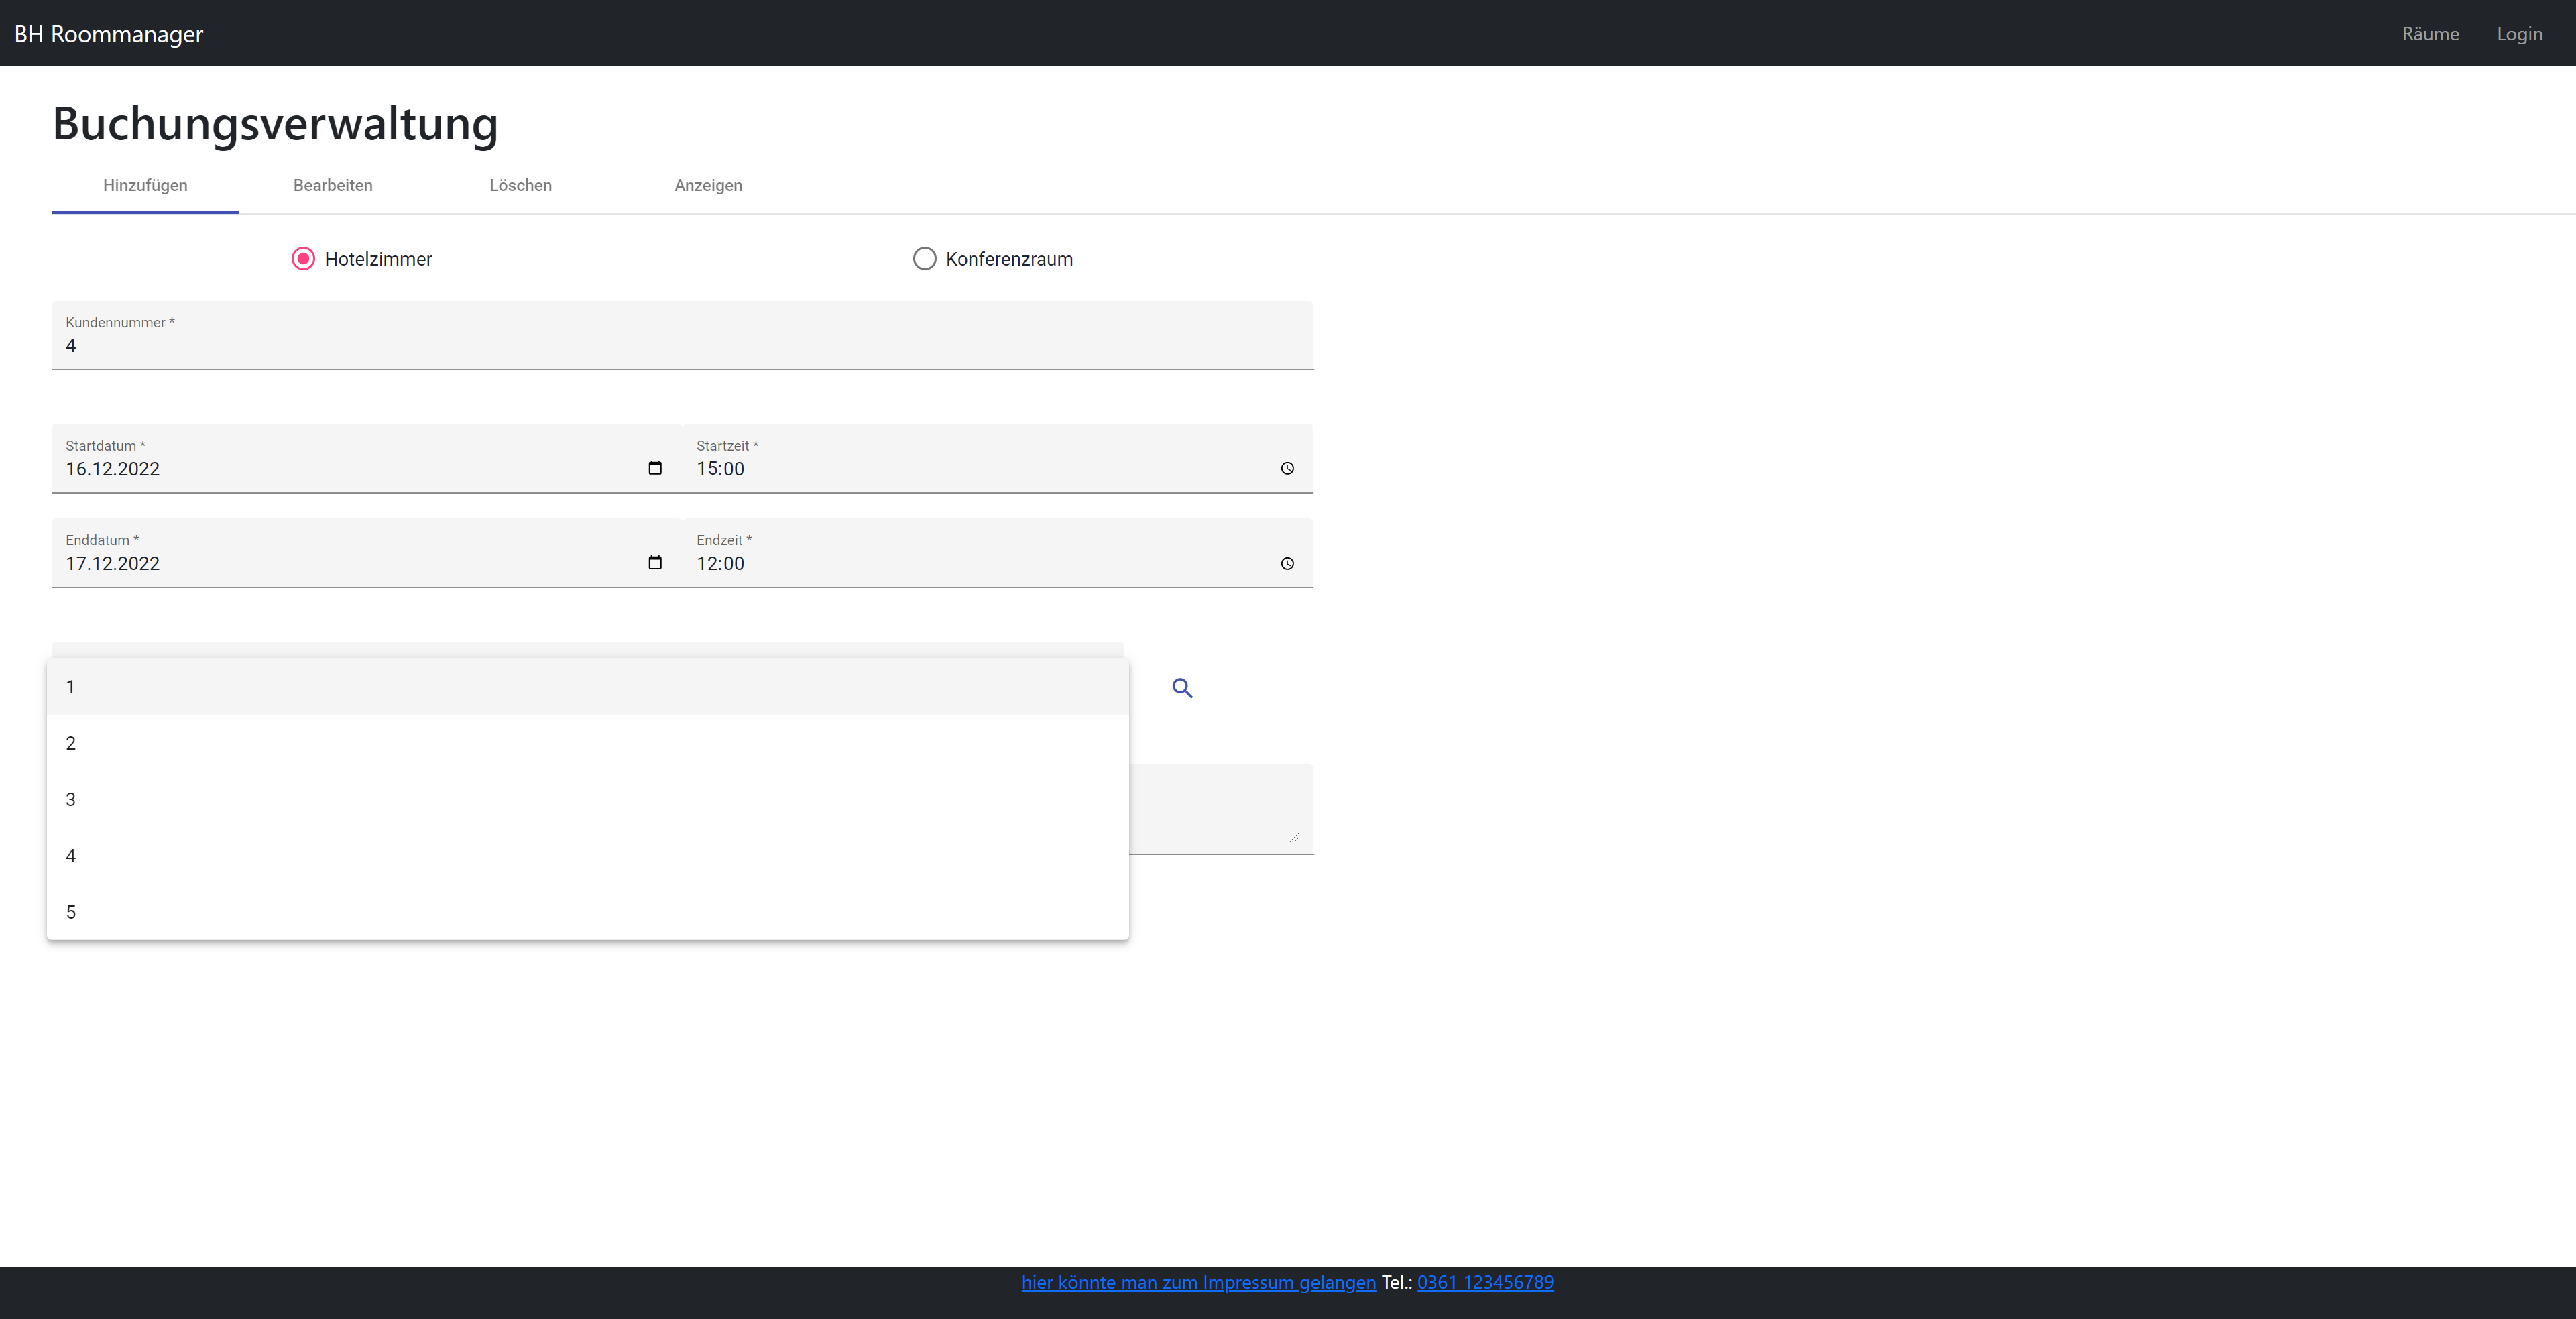 BH Roommanager
Räume Login
Buchungsverwaltung
Hinzufügen Bearbeiten Löschen Anzeigen
Hotelzimmer Konferenzraum
Kundennummer *
4
Startdatum * Startzeit *
16.12.2022 15:00
Enddatum * Endzeit *
17.12.2022 12:00
1
2
3
4
5
hier könnte man zum Impressum gelangen Tel.: 0361 123456789